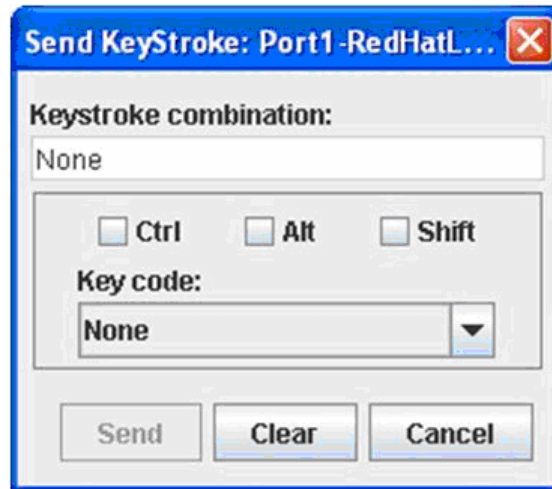 Send KeyStroke: Port1-RedHatL...
Keystroke combination:
None
Ctrl Alt Shift
Key code:
None
Send Clear Cancel